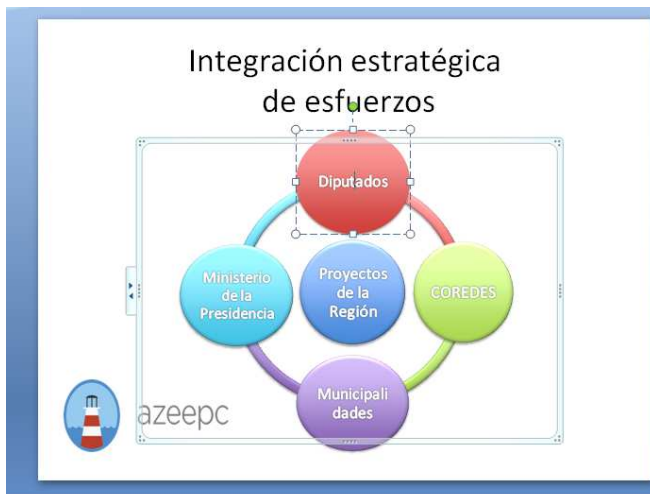 Integración estratégica
de esfuerzos
Diputados
Ministerio
de la
Presidencia
Proyectos
de la
Región
COREDES
Municipali
dades
azeepc